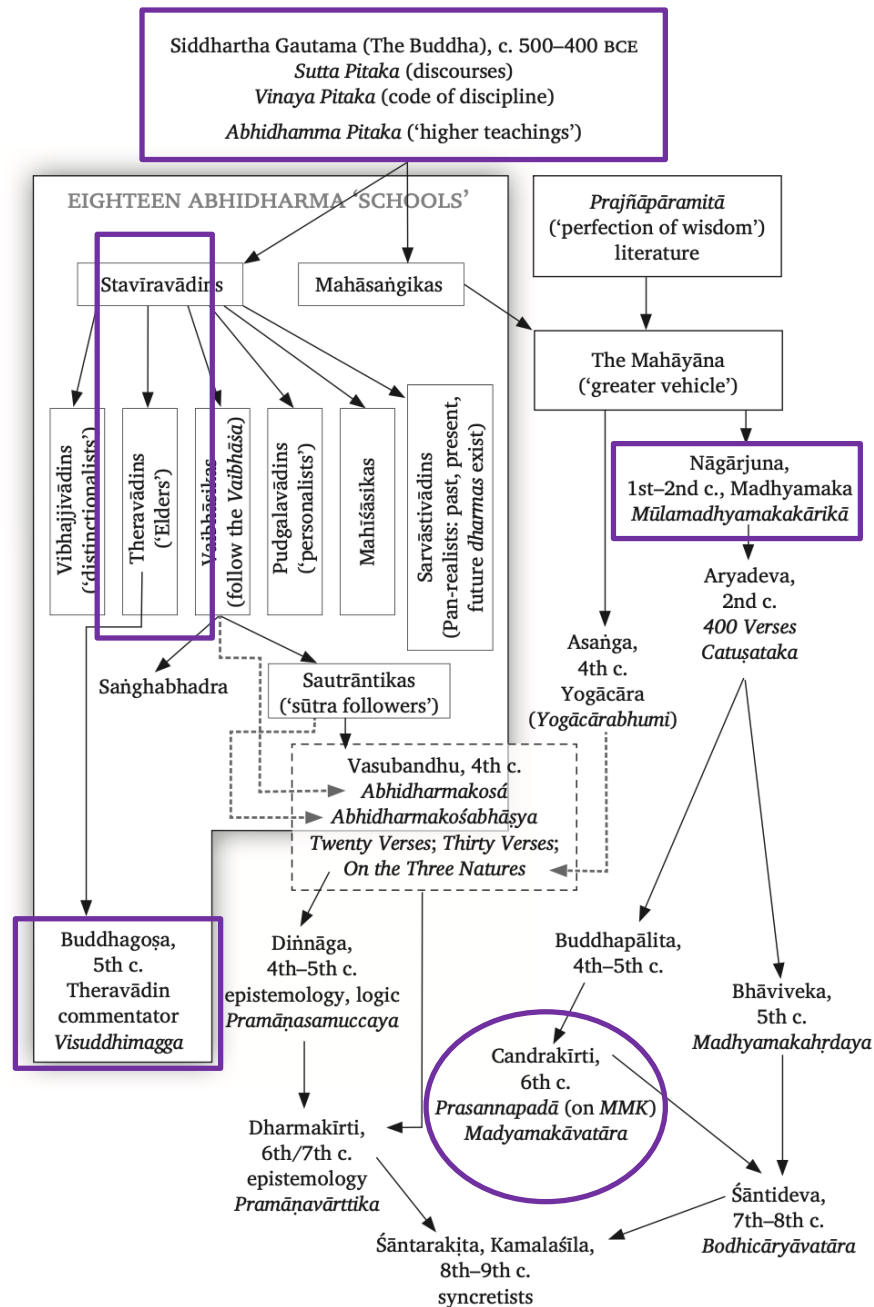 Siddhartha Gautama (The Buddha), c. 500–400 BCE
Sutta Pitaka (discourses)
Vinaya Pitaka (code of discipline)
Abhidhamma Pitaka (‘higher teachings’)
EIGHTEEN ABHIDHARMA ‘SCHOOLS’
Prajñāpāramitā
(‘perfection of wisdom’)
literature
Stavīravādins
Mahāsaṅgikas
The Mahāyāna
(‘greater vehicle’)
Vibhajjivādins
(‘distinctionalists’)
Theravādins
(‘Elders’)
Vaibhāsikas
(follow the Vaibhāṡa)
Pudgalavādins
(‘personalists’)
Mahīśāsikas
Sarvāstivādins
(Pan-realists: past, present,
future dharmas exist)
Nāgārjuna,
1st–2nd c., Madhyamaka
Mūlamadhyamakakārikā
Aryadeva,
2nd c.
400 Verses
Catuṣataka
Asaṅga,
4th c.
Yogācāra
(Yogācārabhumi)
Saṅghabhadra
Sautrāntikas
(‘sūtra followers’)
Vasubandhu, 4th c.
Abhidharmakosá
Abhidharmakośabhāṣya
Twenty Verses; Thirty Verses;
On the Three Natures
Buddhagoṣa,
5th c.
Theravādin
commentator
Visuddhimagga
Diṅnāga,
4th–5th c.
epistemology, logic
Pramāṇasamuccaya
Buddhapālita,
4th–5th c.
Bhāviveka,
5th c.
Madhyamakahṛdaya
Candrakīrti,
6th c.
Prasannapadā (on MMK)
Madyamakāvatāra
Dharmakīrti,
6th/7th c.
epistemology
Pramāṇavārttika
Śāntideva,
7th–8th c.
Bodhicāryāvatāra
Śāntarakṣita, Kamalaśīla,
8th–9th c.
syncretists